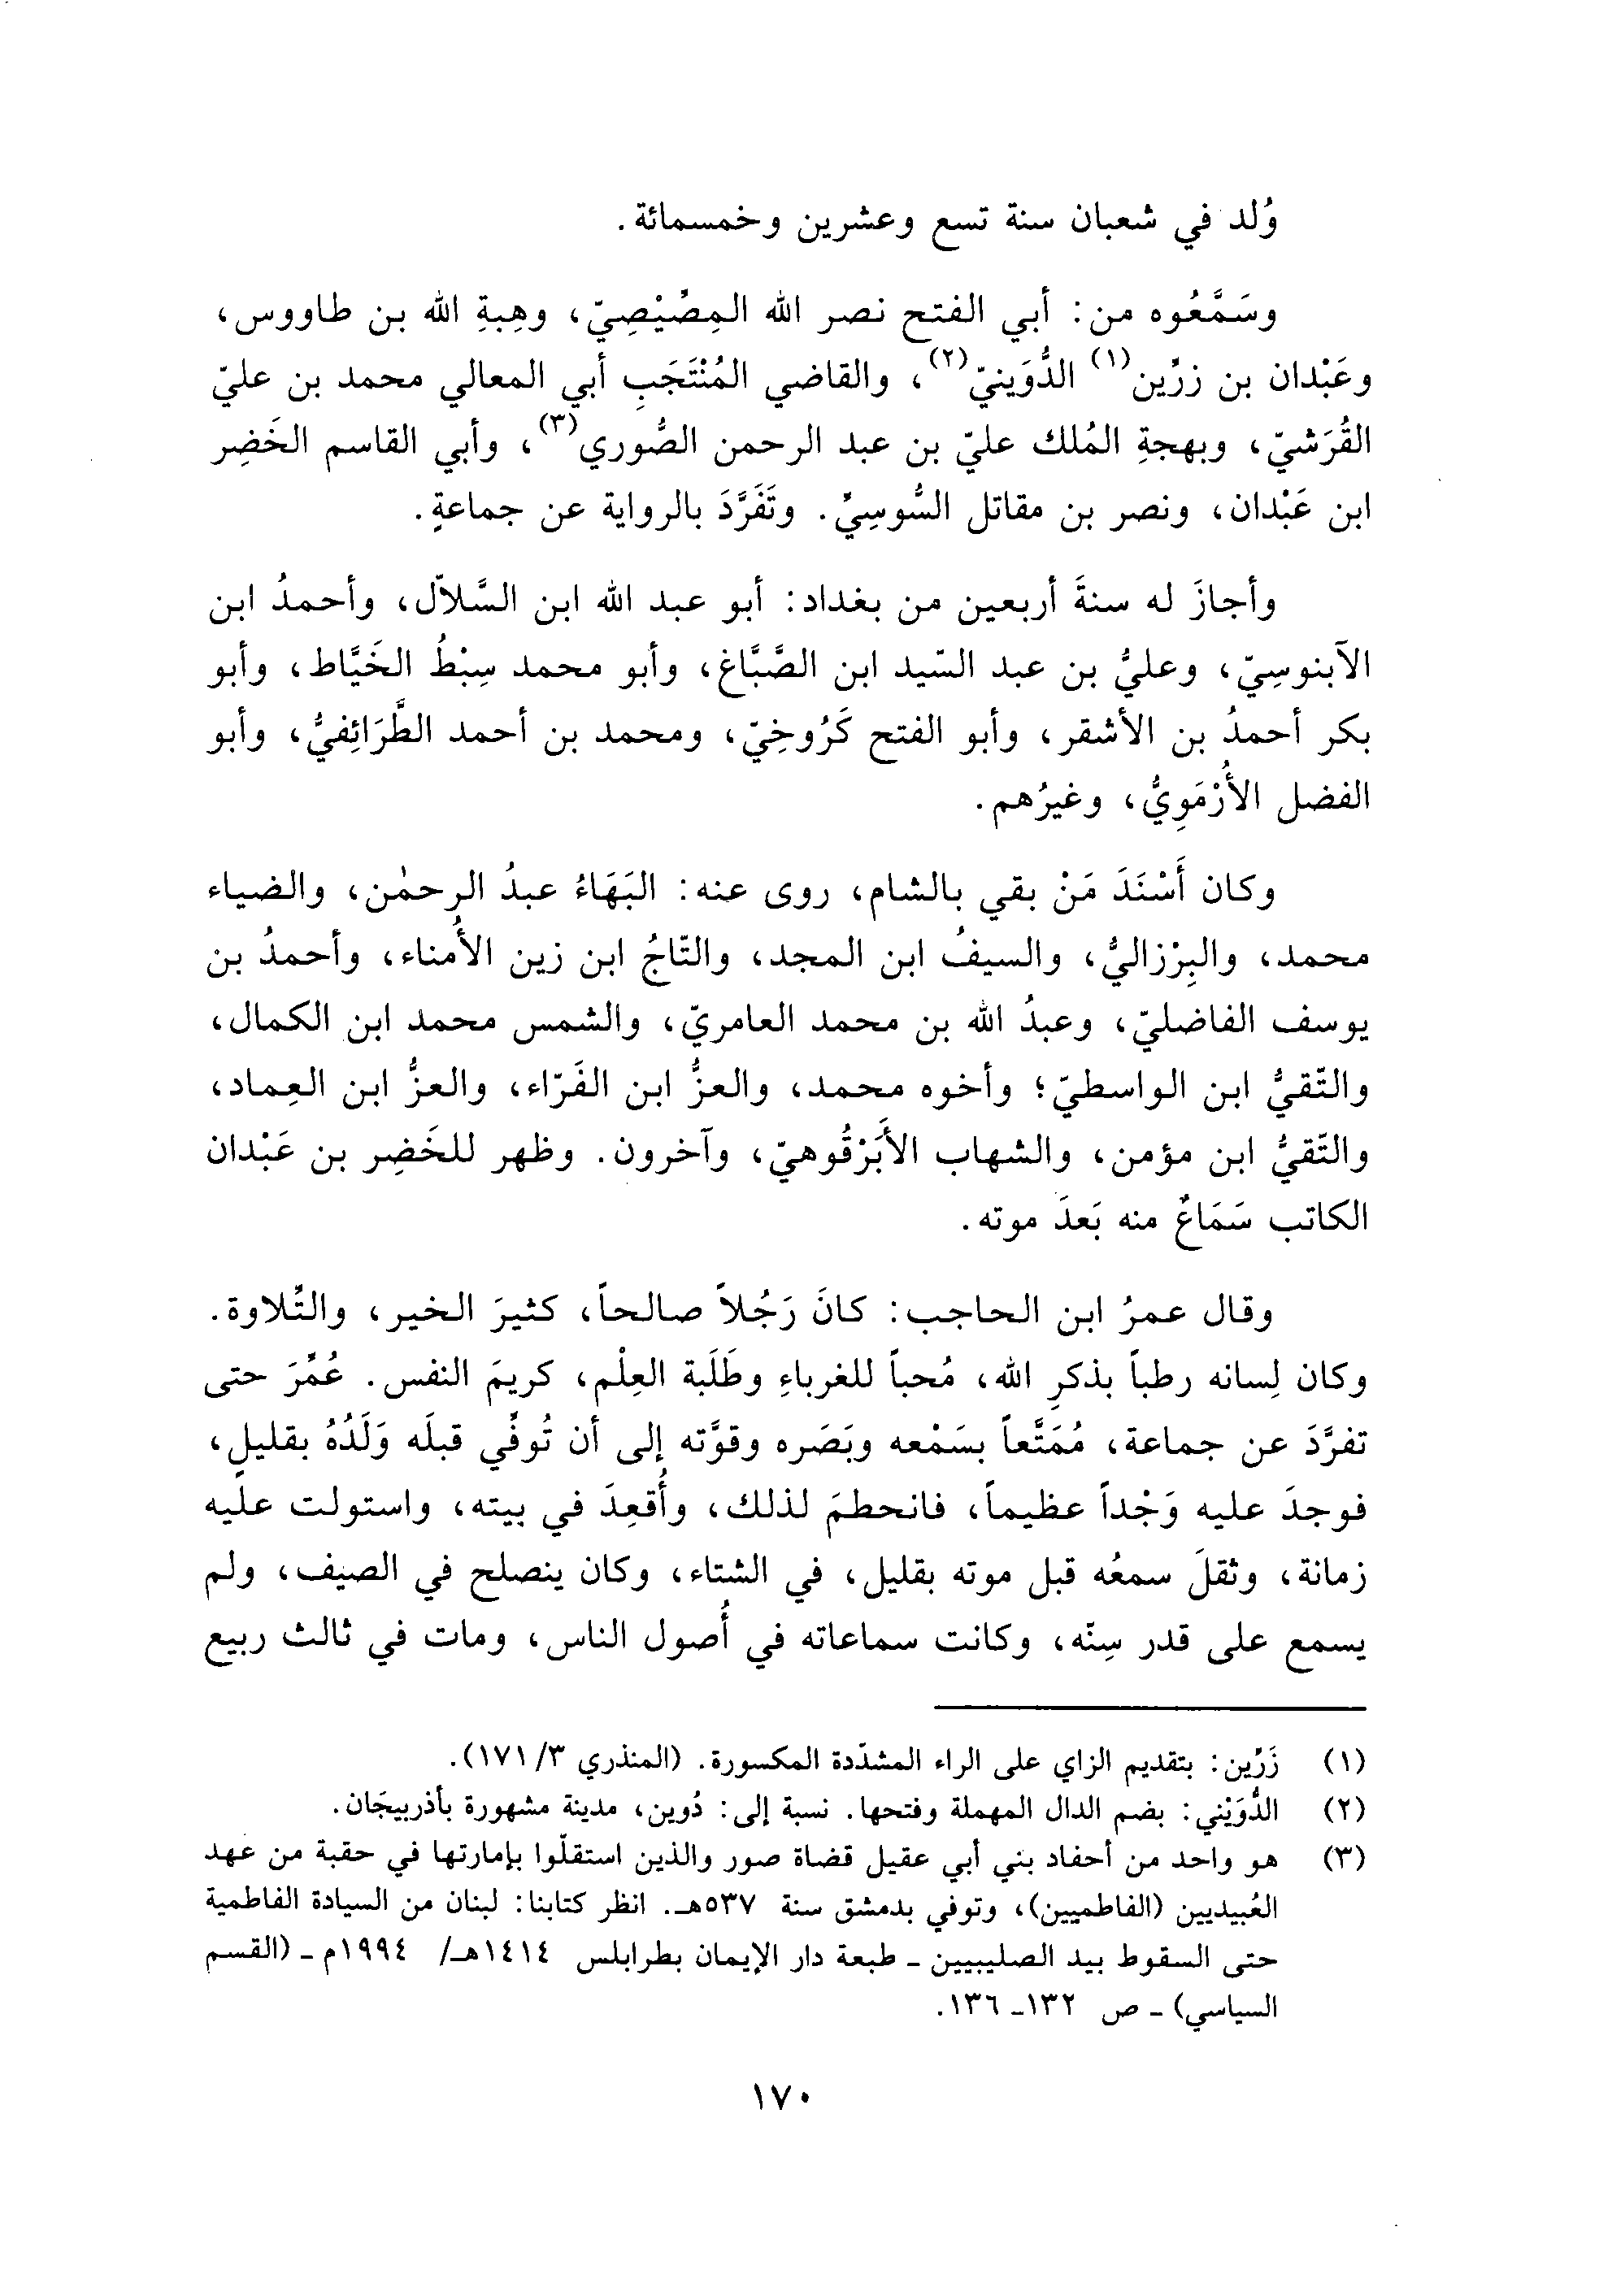 وُلد في شعبان سنة تسع وعشرين وخمسمائة.
وسَمَّعُوه من: أبي الفتح نصر الله المِصِّيْصِيّ، وهِبةِ الله بن طاووس،
وعَبْدان بن زرِّين(١) الدُّوَينيّ(٢)، والقاضي المُنْتَجَبِ أبي المعالي محمد بن عليّ
القُرَشيّ، وبهجةِ المُلك عليّ بن عبد الرحمن الصُّوري(٣)، وأبي القاسم الخَضِر
ابن عَبْدان، ونصر بن مقاتل السُّوسِيِّ. وتَفَرَّدَ بالرواية عن جماعةٍ.
وأجازَ له سنةَ أربعين من بغداد: أبو عبد الله ابن السَّلاّل، وأحمدُ ابن
الآبنوسِيّ، وعليُّ بن عبد السّيد ابن الصَّبَّاغ، وأبو محمد سِبْطُ الخَيَّاط، وأبو
بكر أحمدُ بن الأشقر، وأبو الفتح كَرُوخِيّ، ومحمد بن أحمد الطَّرَائِفيُّ، وأبو
الفضل الأُرْمَوِيُّ، وغيرُهم.
وكان أَسْنَدَ مَنْ بقي بالشام، روى عنه: البَهَاءُ عبدُ الرحمٰن، والضياء
محمد، والبِرْزاليُّ، والسيفُ ابن المجد، والتّاجُ ابن زين الأُمناء، وأحمدُ بن
يوسف الفاضليّ، وعبدُ الله بن محمد العامريّ، والشمس محمد ابن الكمال،
والتّقيُّ ابن الواسطيّ؛ وأخوه محمد، والعزُّ ابن الفَرّاء، والعزُّ ابن العِماد،
والتّقيُّ ابن مؤمن، والشهاب الأَبَرْقُوهيّ، وآخرون. وظهر للخَضِر بن عَبْدان
الكاتب سَمَاعٌ منه بَعدَ موته.
وقال عمرُ ابن الحاجب: كانَ رَجُلاً صالحاً، كثيرَ الخير، والتِّلاوة.
وكان لِسانه رطباً بذكرِ الله، مُحباً للغرباءِ وطَلَبة العِلْم، كريمَ النفس. عُمِّرَ حتى
تفرَّدَ عن جماعة، مُمَتَّعاً بسَمْعه وبَصَره وقوَّته إلى أن تُوفِّي قبلَه وَلَدُهُ بقليلٍ،
فوجدَ عليه وَجْداً عظيماً، فانحطمَ لذلك، وأُقعِدَ في بيته، واستولت عليه
زمانة، وثقلَ سمعُه قبل موته بقليل، في الشتاء، وكان ينصلح في الصيف، ولم
يسمع على قدر سِنّه، وكانت سماعاته في أُصول الناس، ومات في ثالث ربيع
(١) زَرِّين: بتقديم الزاي على الراء المشدّدة المكسورة. (المنذري ٣/ ١٧١).
(٢) الدُّوَيْني: بضم الدال المهملة وفتحها. نسبة إلى: دُوين، مدينة مشهورة بأذربيجَان.
(٣) هو واحد من أحفاد بني أبي عقيل قضاة صور والذين استقلّوا بإمارتها في حقبة من عهد
العُبيديين (الفاطميين)، وتوفي بدمشق سنة ٥٣٧هـ. انظر كتابنا: لبنان من السيادة الفاطمية
حتى السقوط بيد الصليبيين ـ طبعة دار الإيمان بطرابلس ١٤١٤هـ/ ١٩٩٤م ـ (القسم
السياسي) ـ ص ١٣٢ـ ١٣٦.
١٧٠